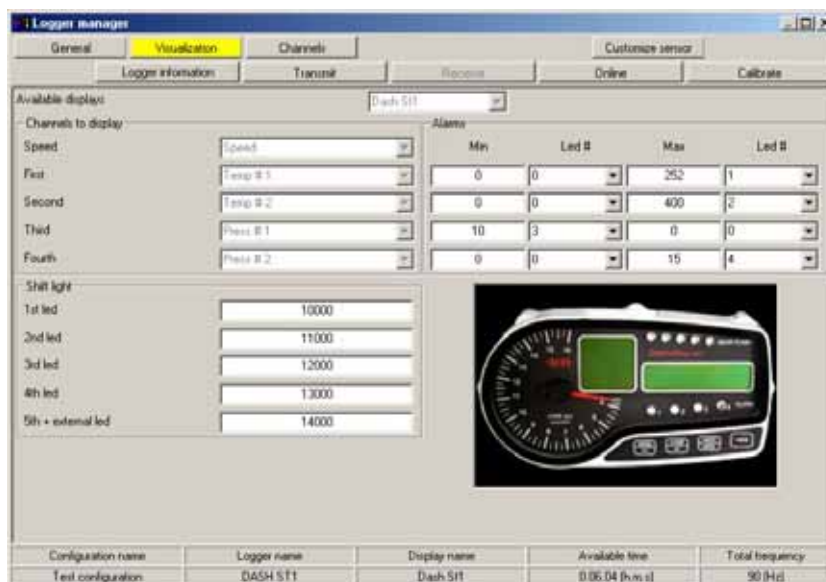 Logger manager
General Visualization Channels Customize sensor
Logger information Transmit Receive Online Calibrate
Available displays Dash St1
Channels to display Alarms
Min Led # Max Led #
Speed Speed
First Temp # 1 0 0 252 1
Second Temp # 2 0 0 400 2
Third Press # 1 10 3 0 0
Fourth Press # 2 0 0 15 4
Shift light
1st led 10000
2nd led 11000
3rd led 12000
4th led 13000
5th + external led 14000
Configuration name Logger name Display name Available time Total frequency
Test configuration DASH ST1 Dash St1 0.06.04 [h.m.s] 90 [Hz]